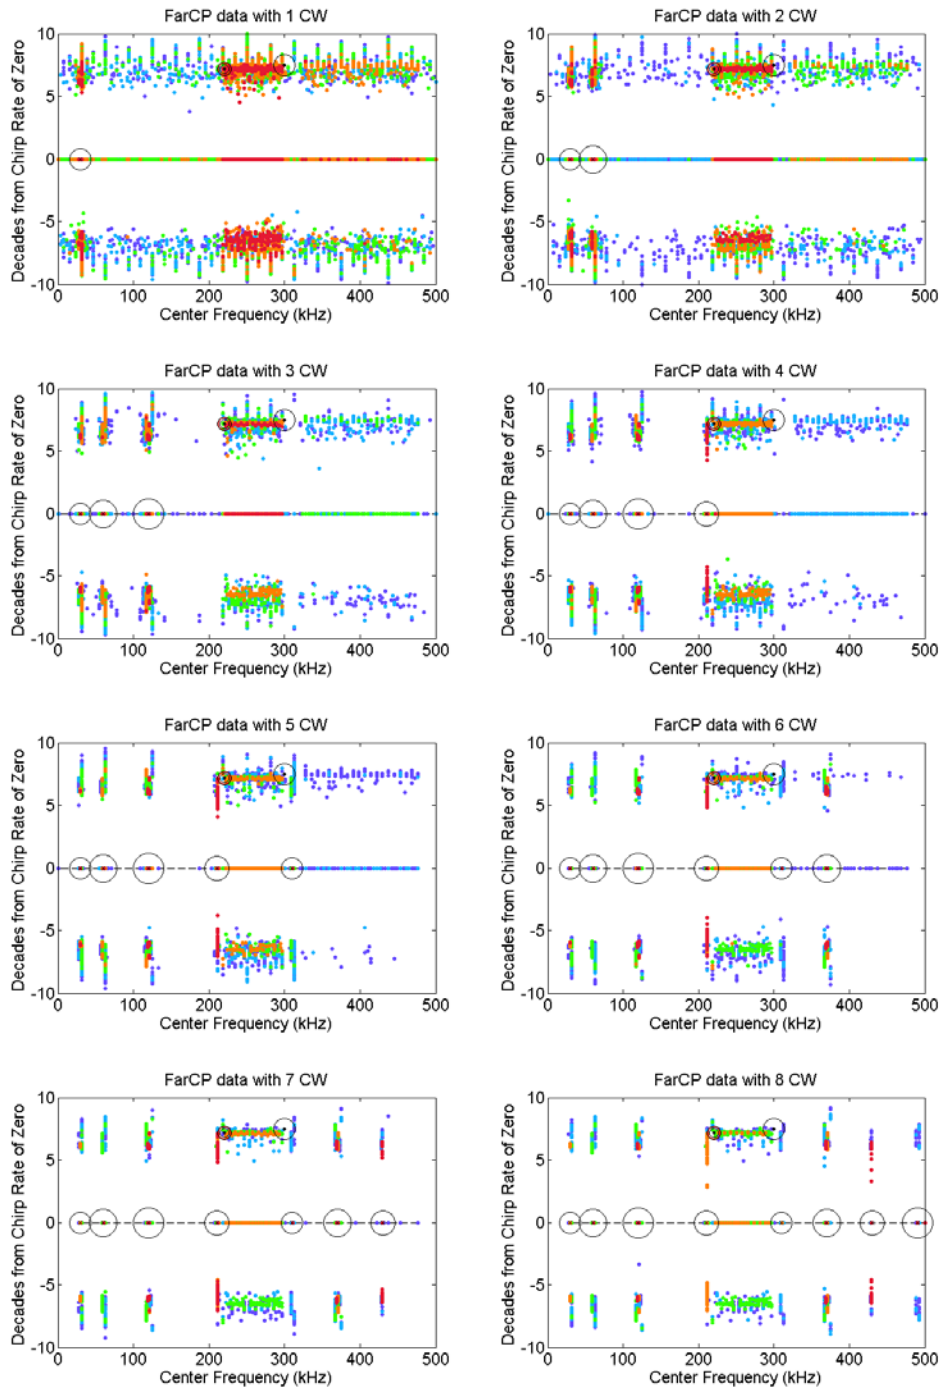 FarCP data with 1 CW
Decades from Chirp Rate of Zero
10
5
0
-5
-10
0 100 200 300 400 500
Center Frequency (kHz)
FarCP data with 2 CW
Decades from Chirp Rate of Zero
10
5
0
-5
-10
0 100 200 300 400 500
Center Frequency (kHz)
FarCP data with 3 CW
Decades from Chirp Rate of Zero
10
5
0
-5
-10
0 100 200 300 400 500
Center Frequency (kHz)
FarCP data with 4 CW
Decades from Chirp Rate of Zero
10
5
0
-5
-10
0 100 200 300 400 500
Center Frequency (kHz)
FarCP data with 5 CW
Decades from Chirp Rate of Zero
10
5
0
-5
-10
0 100 200 300 400 500
Center Frequency (kHz)
FarCP data with 6 CW
Decades from Chirp Rate of Zero
10
5
0
-5
-10
0 100 200 300 400 500
Center Frequency (kHz)
FarCP data with 7 CW
Decades from Chirp Rate of Zero
10
5
0
-5
-10
0 100 200 300 400 500
Center Frequency (kHz)
FarCP data with 8 CW
Decades from Chirp Rate of Zero
10
5
0
-5
-10
0 100 200 300 400 500
Center Frequency (kHz)